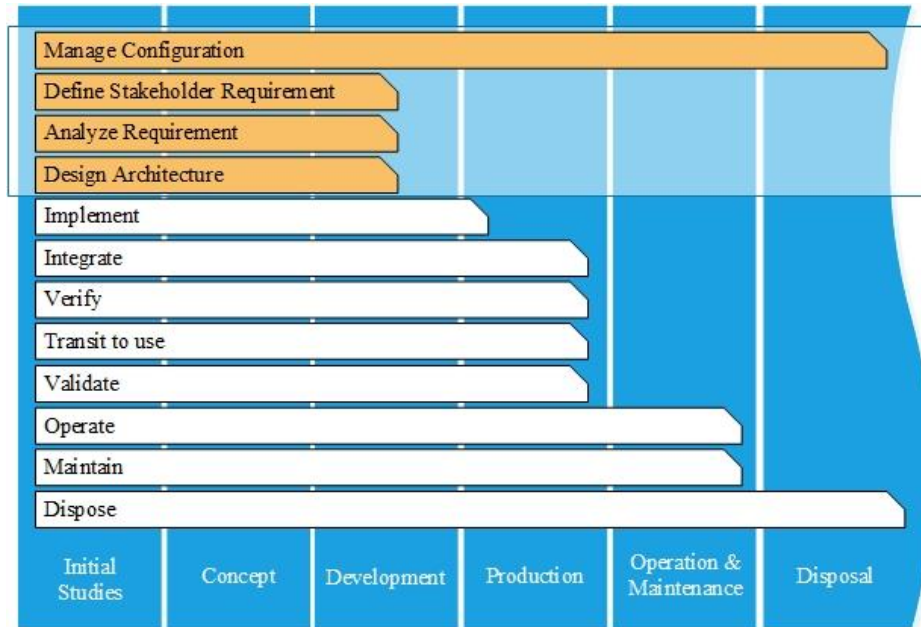 Manage Configuration
Define Stakeholder Requirement
Analyze Requirement
Design Architecture
Implement
Integrate
Verify
Transit to use
Validate
Operate
Maintain
Dispose
Initial
Studies
Concept
Development
Production
Operation &
Maintenance
Disposal